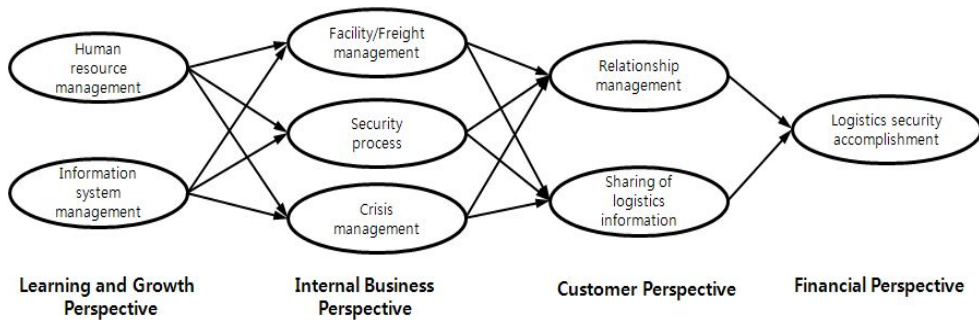 Human
resource
management
Information
system
management
Facility/Freight
management
Security
process
Crisis
management
Relationship
management
Sharing of
logistics
information
Logistics security
accomplishment
Learning and Growth
Perspective
Internal Business
Perspective
Customer Perspective
Financial Perspective